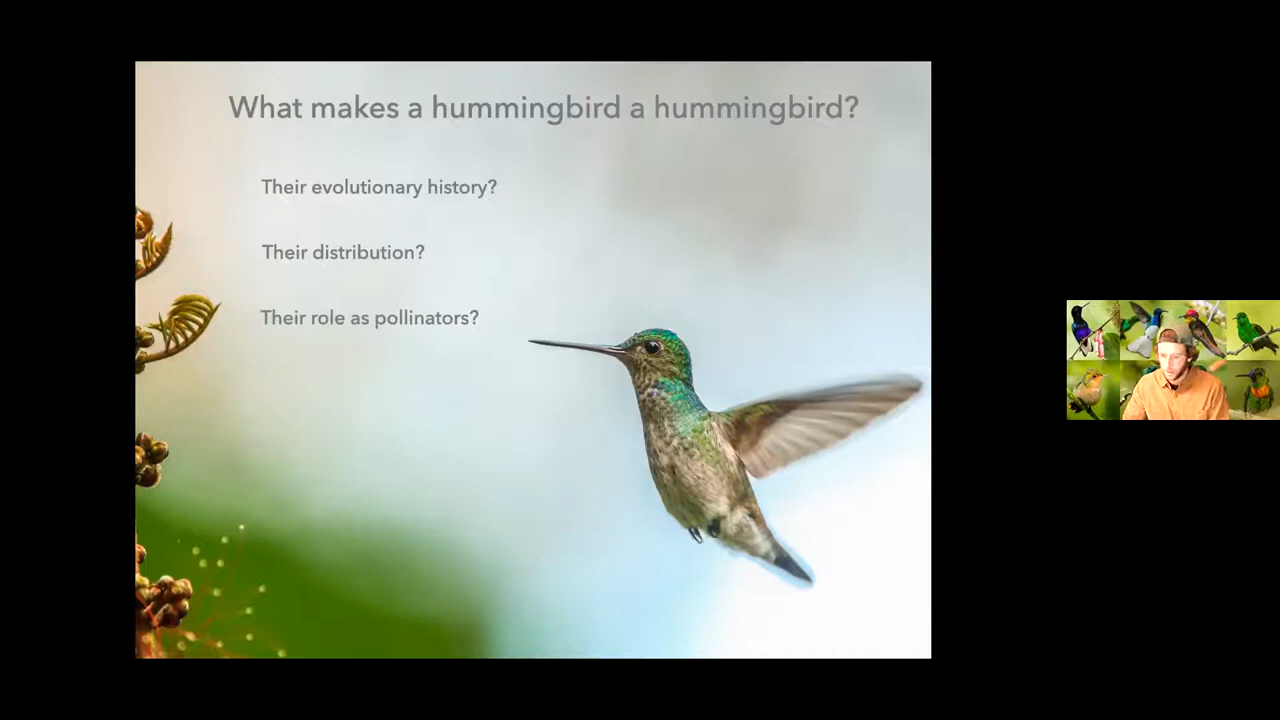 What makes a hummingbird a hummingbird?
Their evolutionary history?
Their distribution?
Their role as pollinators?